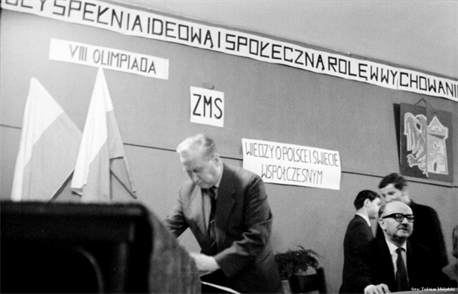 SPEŁNIA IDEOWĄ I SPOŁECZNĄ ROLĘ W WYCHOWANI
VIII OLIMPIADA
ZMS
WIEDZY O POLSCE I ŚWIECIE
WSPÓŁCZESNYM